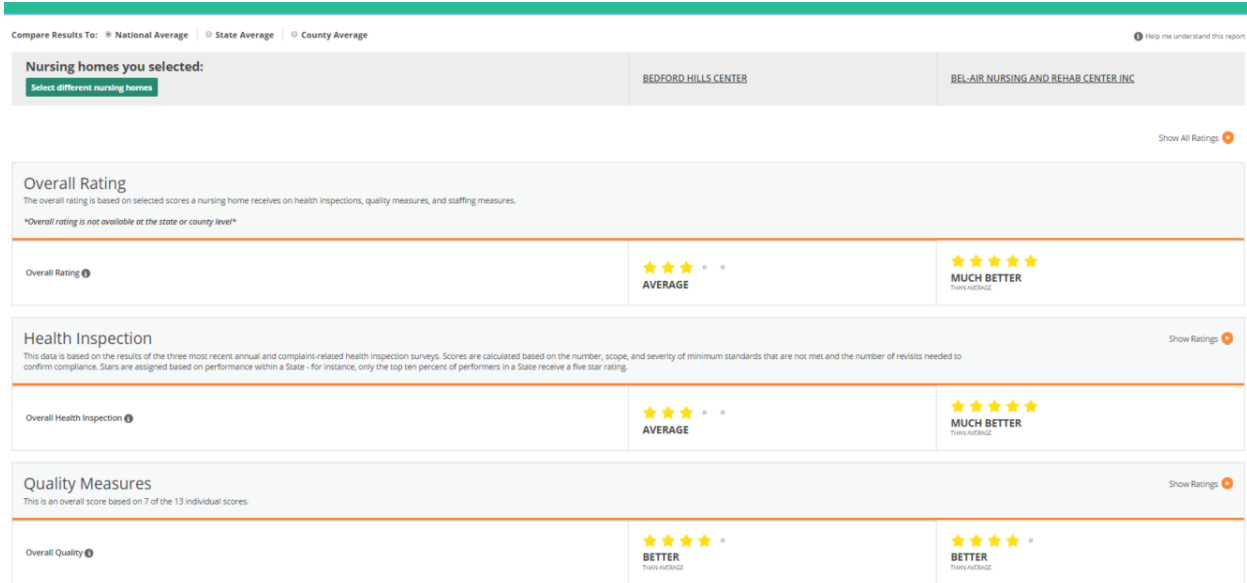 Compare Results To: National Average State Average County Average
Help me understand this report
Nursing homes you selected:
Select different nursing homes
BEDFORD HILLS CENTER
BEL-AIR NURSING AND REHAB CENTER INC
Show All Ratings
Overall Rating
The overall rating is based on selected scores a nursing home receives on health inspections, quality measures, and staffing measures.
*Overall rating is not available at the state or county level*
Overall Rating
AVERAGE
MUCH BETTER
THAN AVERAGE
Health Inspection
Show Ratings
This data is based on the results of the three most recent annual and complaint-related health inspection surveys. Scores are calculated based on the number, scope, and severity of minimum standards that are not met and the number of revisits needed to
confirm compliance. Stars are assigned based on performance within a State - for instance, only the top ten percent of performers in a State receive a five star rating.
Overall Health Inspection
AVERAGE
MUCH BETTER
THAN AVERAGE
Quality Measures
Show Ratings
This is an overall score based on 7 of the 13 individual scores.
Overall Quality
BETTER
THAN AVERAGE
BETTER
THAN AVERAGE